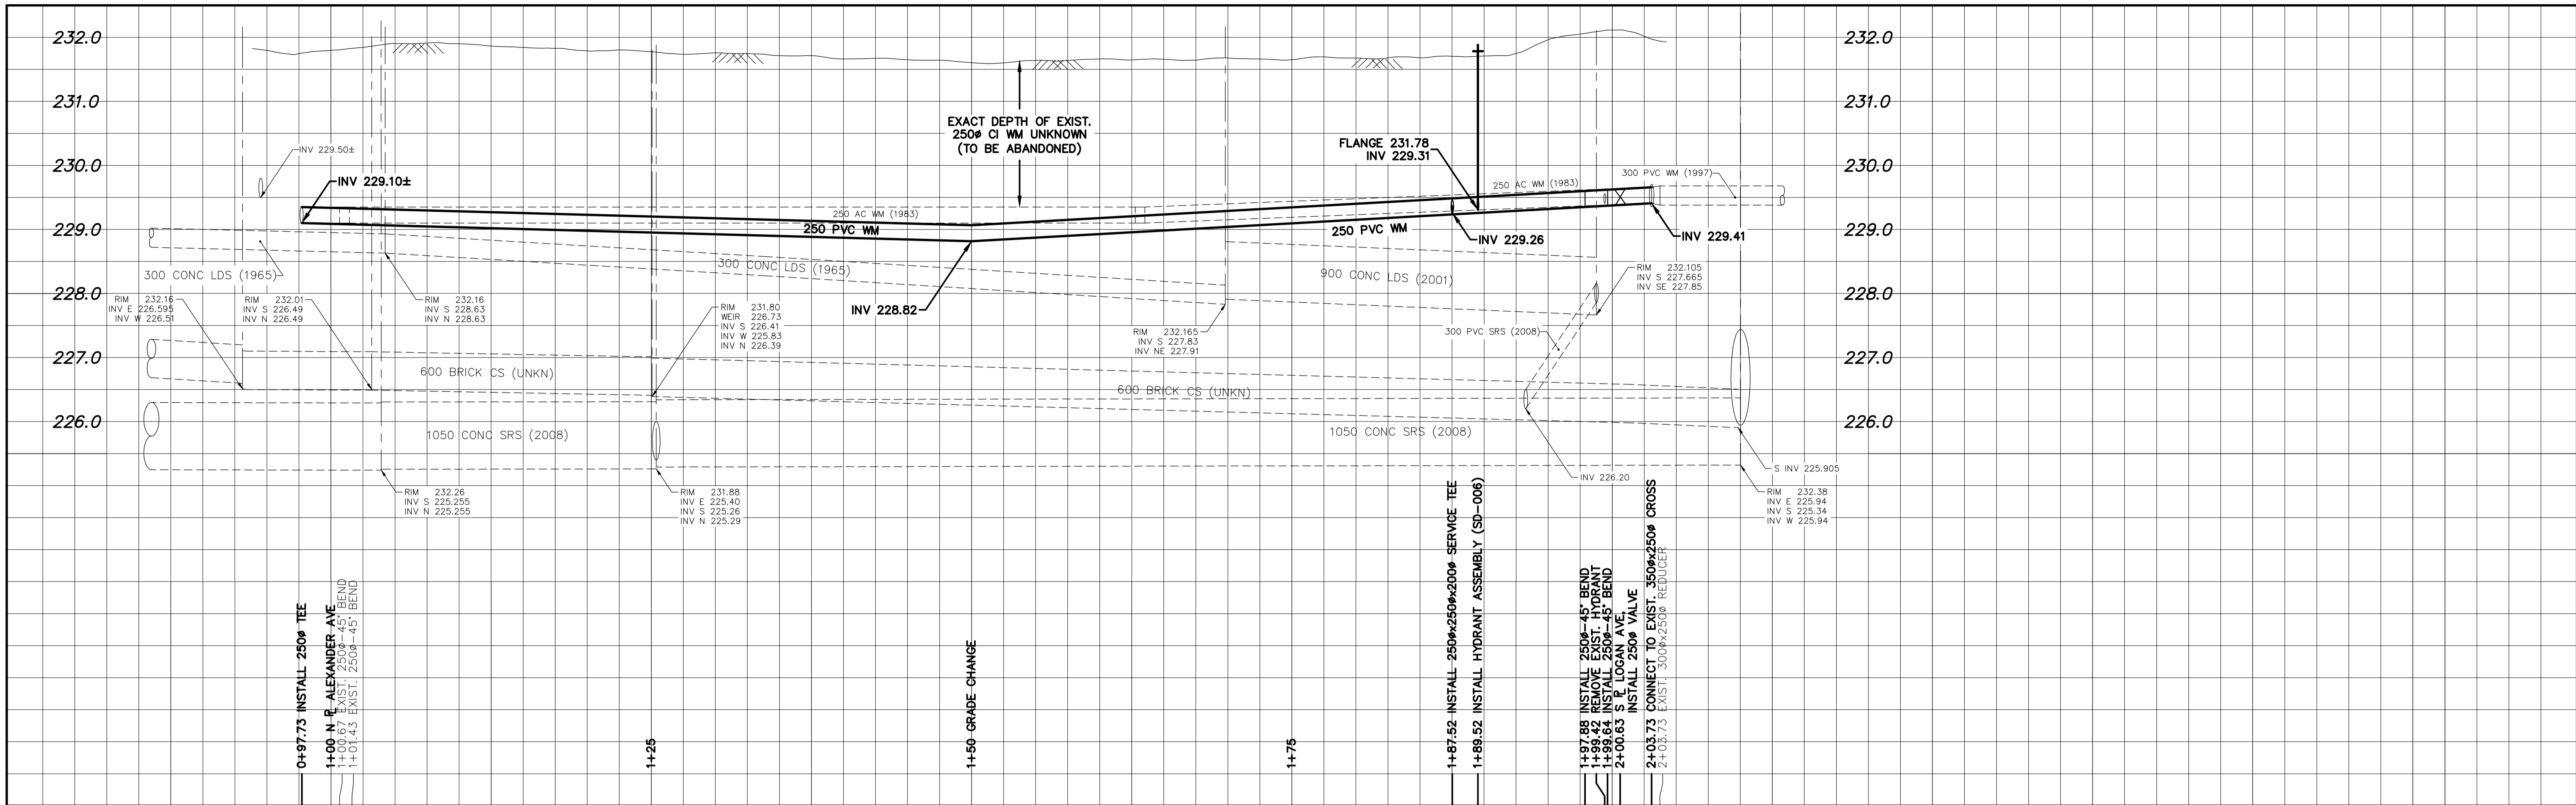 232.0
231.0
230.0
229.0
228.0
227.0
226.0
232.0
231.0
230.0
229.0
228.0
227.0
226.0
INV 229.50±
INV 229.10±
EXACT DEPTH OF EXIST.
250ø CI WM UNKNOWN
(TO BE ABANDONED)
FLANGE 231.78
INV 229.31
250 AC WM (1983)
300 PVC WM (1997)
250 AC WM (1983)
250 PVC WM
250 PVC WM
INV 229.26
INV 229.41
300 CONC LDS (1965)
300 CONC LDS (1965)
900 CONC LDS (2001)
INV 228.82
RIM 232.16
INV E 226.595
INV W 226.51
RIM 232.01
INV S 226.49
INV N 226.49
RIM 232.16
INV S 228.63
INV N 228.63
RIM 231.80
WEIR 226.73
INV S 226.41
INV W 225.83
INV N 226.39
RIM 232.165
INV S 227.83
INV NE 227.91
RIM 232.105
INV S 227.665
INV SE 227.85
300 PVC SRS (2008)
600 BRICK CS (UNKN)
600 BRICK CS (UNKN)
1050 CONC SRS (2008)
1050 CONC SRS (2008)
INV 226.20
S INV 225.905
RIM 232.26
INV S 225.255
INV N 225.255
RIM 231.88
INV E 225.40
INV S 225.26
INV N 225.29
RIM 232.38
INV E 225.94
INV S 225.34
INV W 225.94
0+97.73 INSTALL 250ø TEE
1+00 N PL ALEXANDER AVE
1+00.67 EXIST. 250ø-45° BEND
1+01.43 EXIST. 250ø-45° BEND
1+25
1+50 GRADE CHANGE
1+75
1+87.52 INSTALL 250øx250øx200ø SERVICE TEE
1+89.52 INSTALL HYDRANT ASSEMBLY (SD-006)
1+97.88 INSTALL 250ø-45° BEND
1+99.42 REMOVE EXIST. HYDRANT
1+99.64 INSTALL 250ø-45° BEND
2+00.63 S PL LOGAN AVE,
INSTALL 250ø VALVE
2+03.73 CONNECT TO EXIST. 350øx250ø CROSS
2+03.73 EXIST. 300øx250ø REDUCER